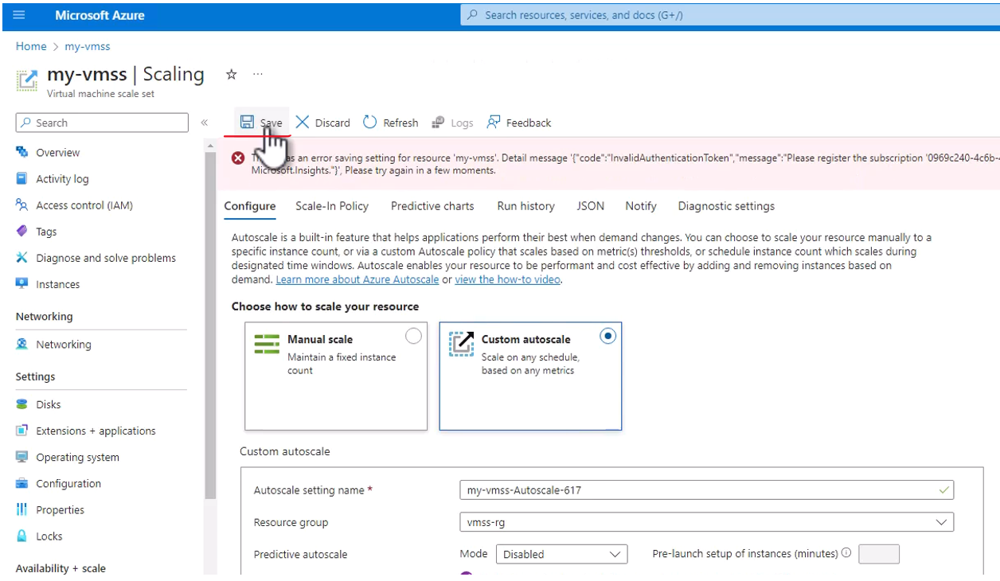 Microsoft Azure
Search resources, services, and docs (G+/)
Home > my-vmss
my-vmss | Scaling
Virtual machine scale set
Search
Save
Discard
Refresh
Logs
Feedback
Overview
Activity log
Access control (IAM)
Tags
Diagnose and solve problems
Instances
Networking
Networking
Settings
Disks
Extensions + applications
Operating system
Configuration
Properties
Locks
Availability + scale
an error saving setting for resource 'my-vmss'. Detail message '{"code":"InvalidAuthenticationToken","message":"Please register the subscription '0969c240-4c6b-
Microsoft.Insights."}', Please try again in a few moments.
Configure
Scale-In Policy
Predictive charts
Run history
JSON
Notify
Diagnostic settings
Autoscale is a built-in feature that helps applications perform their best when demand changes. You can choose to scale your resource manually to a
specific instance count, or via a custom Autoscale policy that scales based on metric(s) thresholds, or schedule instance count which scales during
designated time windows. Autoscale enables your resource to be performant and cost effective by adding and removing instances based on
demand. Learn more about Azure Autoscale or view the how-to video.
Choose how to scale your resource
Manual scale
Maintain a fixed instance
count
Custom autoscale
Scale on any schedule,
based on any metrics
Custom autoscale
Autoscale setting name *
my-vmss-Autoscale-617
Resource group
vmss-rg
Predictive autoscale
Mode
Disabled
Pre-launch setup of instances (minutes)